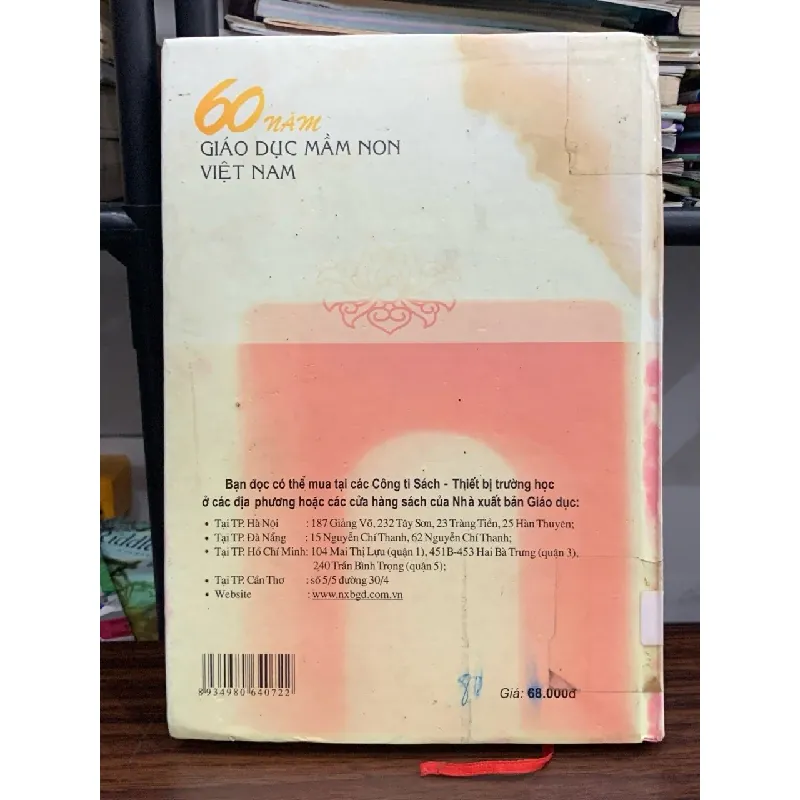 60 NĂM
GIÁO DỤC MẦM NON
VIỆT NAM
Bạn đọc có thể mua tại các Công ti Sách - Thiết bị trường học
ở các địa phương hoặc các cửa hàng sách của Nhà xuất bản Giáo dục:
• Tại TP. Hà Nội : 187 Giảng Võ, 232 Tây Sơn, 23 Tràng Tiền, 25 Hàn Thuyên;
• Tại TP. Đà Nẵng : 15 Nguyễn Chí Thanh, 62 Nguyễn Chí Thanh;
• Tại TP. Hồ Chí Minh: 104 Mai Thị Lựu (quận 1), 451B-453 Hai Bà Trưng (quận 3),
240 Trần Bình Trọng (quận 5);
• Tại TP. Cần Thơ : số 5/5 đường 30/4
• Website : www.nxbgd.com.vn
8 934980 640722
80
Giá: 68.000đ